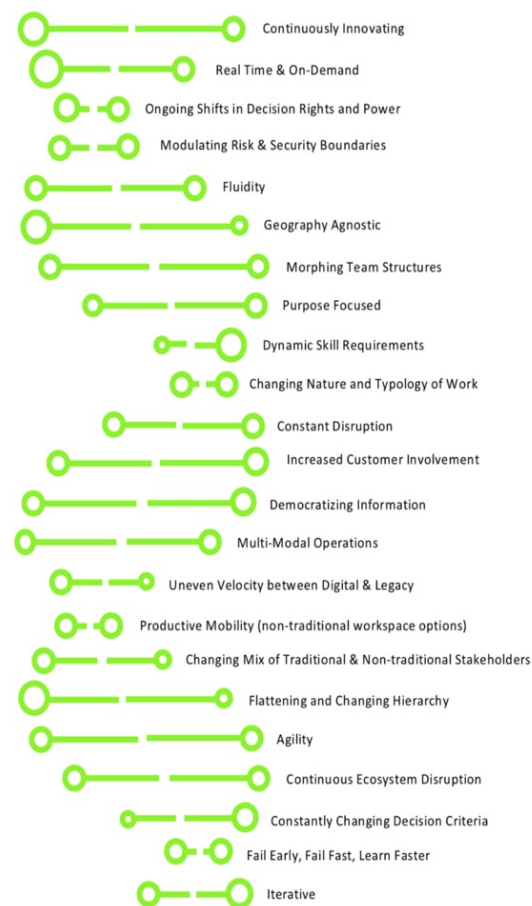 Continuously Innovating
Real Time & On-Demand
Ongoing Shifts in Decision Rights and Power
Modulating Risk & Security Boundaries
Fluidity
Geography Agnostic
Morphing Team Structures
Purpose Focused
Dynamic Skill Requirements
Changing Nature and Typology of Work
Constant Disruption
Increased Customer Involvement
Democratizing Information
Multi-Modal Operations
Uneven Velocity between Digital & Legacy
Productive Mobility (non-traditional workspace options)
Changing Mix of Traditional & Non-traditional Stakeholders
Flattening and Changing Hierarchy
Agility
Continuous Ecosystem Disruption
Constantly Changing Decision Criteria
Fail Early, Fail Fast, Learn Faster
Iterative